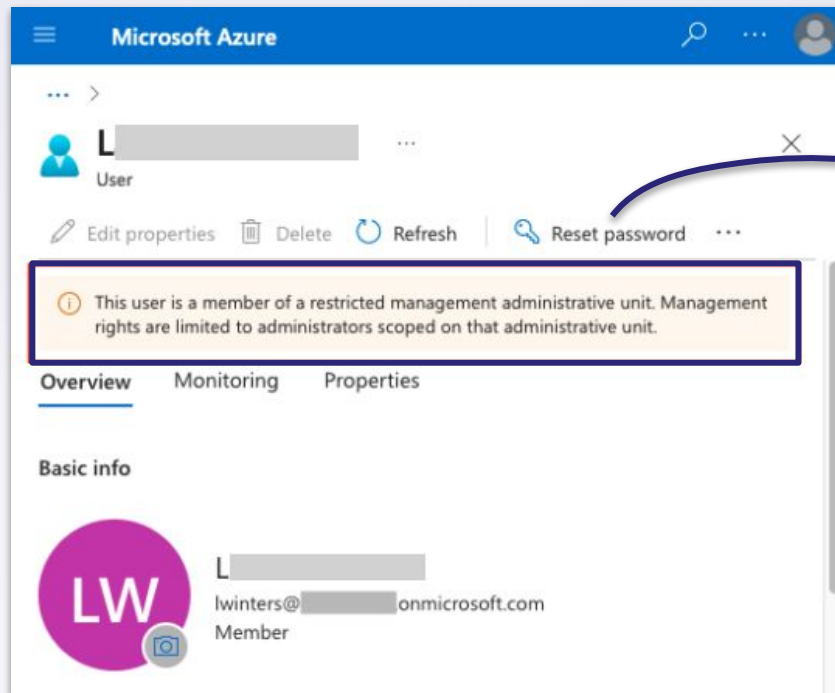 Microsoft Azure
L
User
Edit properties Delete Refresh Reset password
This user is a member of a restricted management administrative unit. Management
rights are limited to administrators scoped on that administrative unit.
Overview Monitoring Properties
Basic info
LW
L
lwinters@ onmicrosoft.com
Member